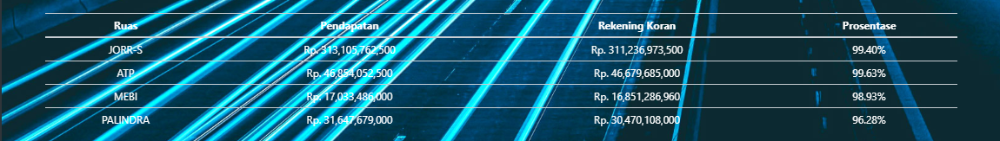 Ruas Pendapatan Rekening Koran Prosentase
JORR-S Rp. 313,105,762,500 Rp. 311,236,973,500 99.40%
ATP Rp. 46,854,052,500 Rp. 46,679,685,000 99.63%
MEBI Rp. 17,033,486,000 Rp. 16,851,286,960 98.93%
PALINDRA Rp. 31,647,679,000 Rp. 30,470,108,000 96.28%